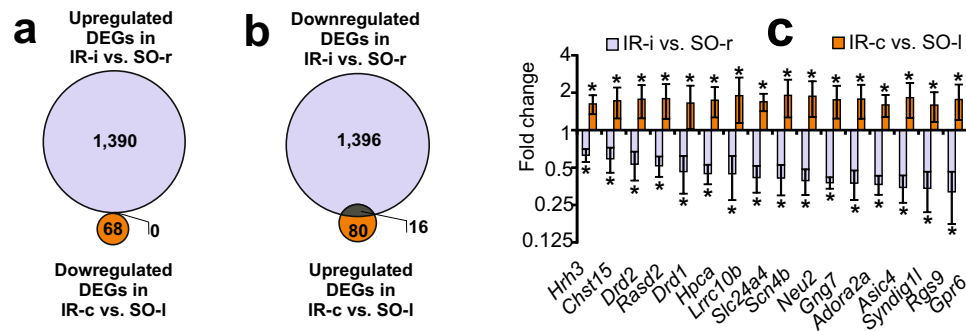 a
Upregulated
DEGs in
IR-i vs. SO-r
1,390
68
0
Dowregulated
DEGs in
IR-c vs. SO-l
b
Downregulated
DEGs in
IR-i vs. SO-r
1,396
80
16
Upregulated
DEGs in
IR-c vs. SO-l
c
IR-i vs. SO-r
IR-c vs. SO-l
Fold change
4
2
1
0.5
0.25
0.125
* * * * * * * * * * * * * * * *
* * * * * * * * * * * * * * * *
Hrh3
Chst15
Drd2
Rasd2
Drd1
Hpca
Lrrc10b
Slc24a4
Scn4b
Neu2
Gng7
Adora2a
Asic4
Syndig1l
Rgs9
Gpr6